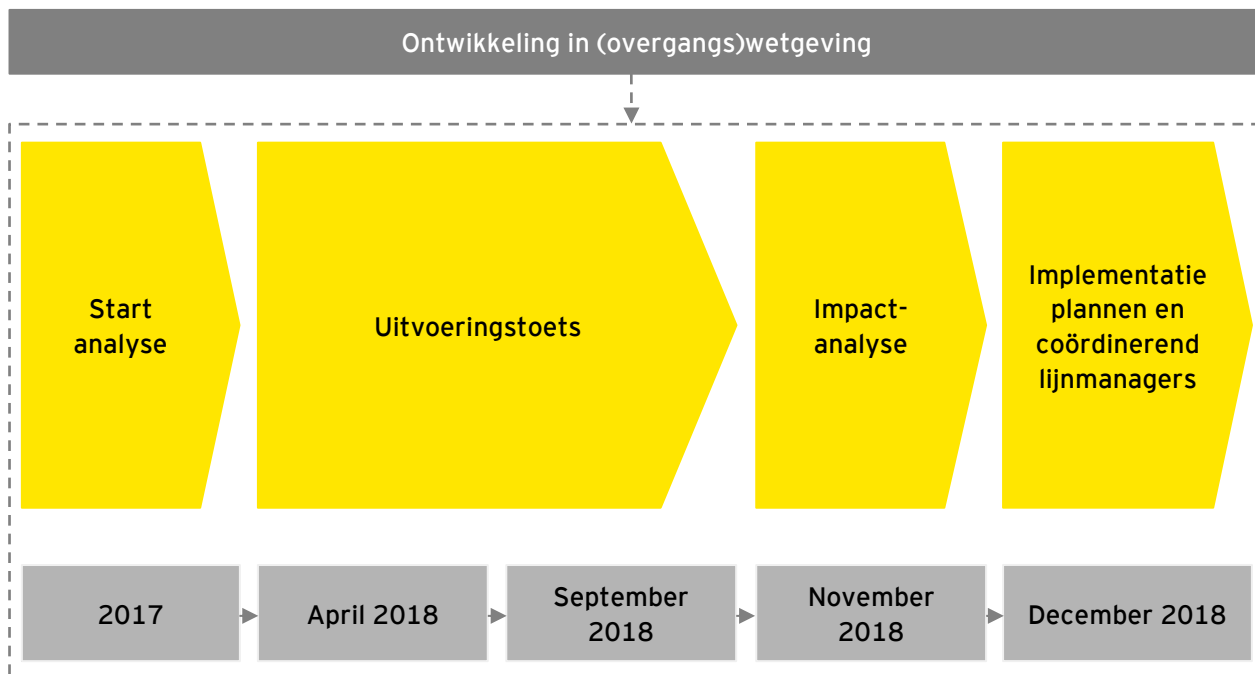 Ontwikkeling in (overgangs)wetgeving
Start
analyse
Uitvoeringstoets
Impact-
analyse
Implementatie
plannen en
coördinerend
lijnmanagers
2017
April 2018
September
2018
November
2018
December 2018